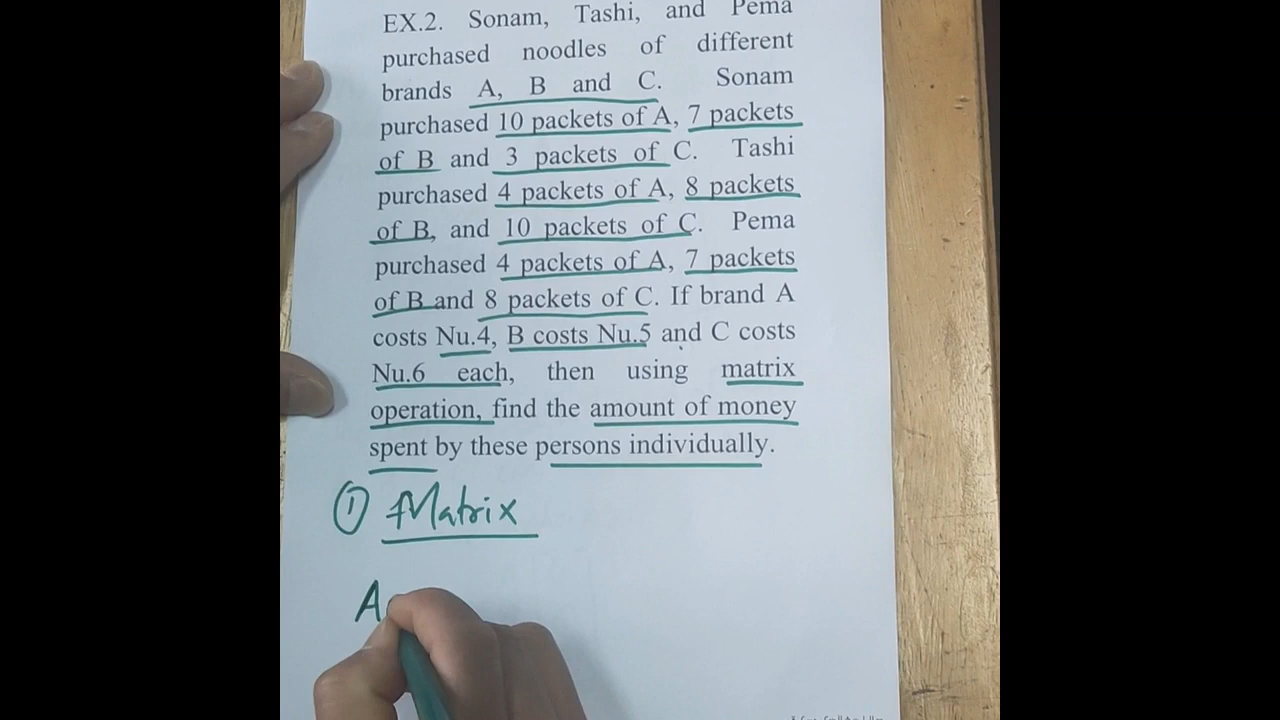 EX.2. Sonam, Tashi, and Pema
purchased noodles of different
brands A, B and C. Sonam
purchased 10 packets of A, 7 packets
of B and 3 packets of C. Tashi
purchased 4 packets of A, 8 packets
of B, and 10 packets of C. Pema
purchased 4 packets of A, 7 packets
of B and 8 packets of C. If brand A
costs Nu.4, B costs Nu.5 and C costs
Nu.6 each, then using matrix
operation, find the amount of money
spent by these persons individually.
① Matrix
A